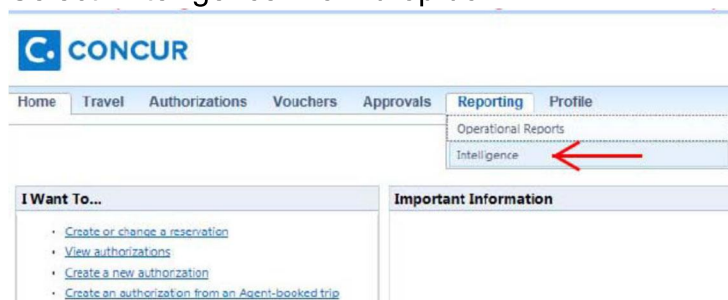 C. CONCUR
Home Travel Authorizations Vouchers Approvals Reporting Profile
Operational Reports
Intelligence
I Want To...
Important Information
• Create or change a reservation
• View authorizations
• Create a new authorization
• Create an authorization from an Agent-booked trip